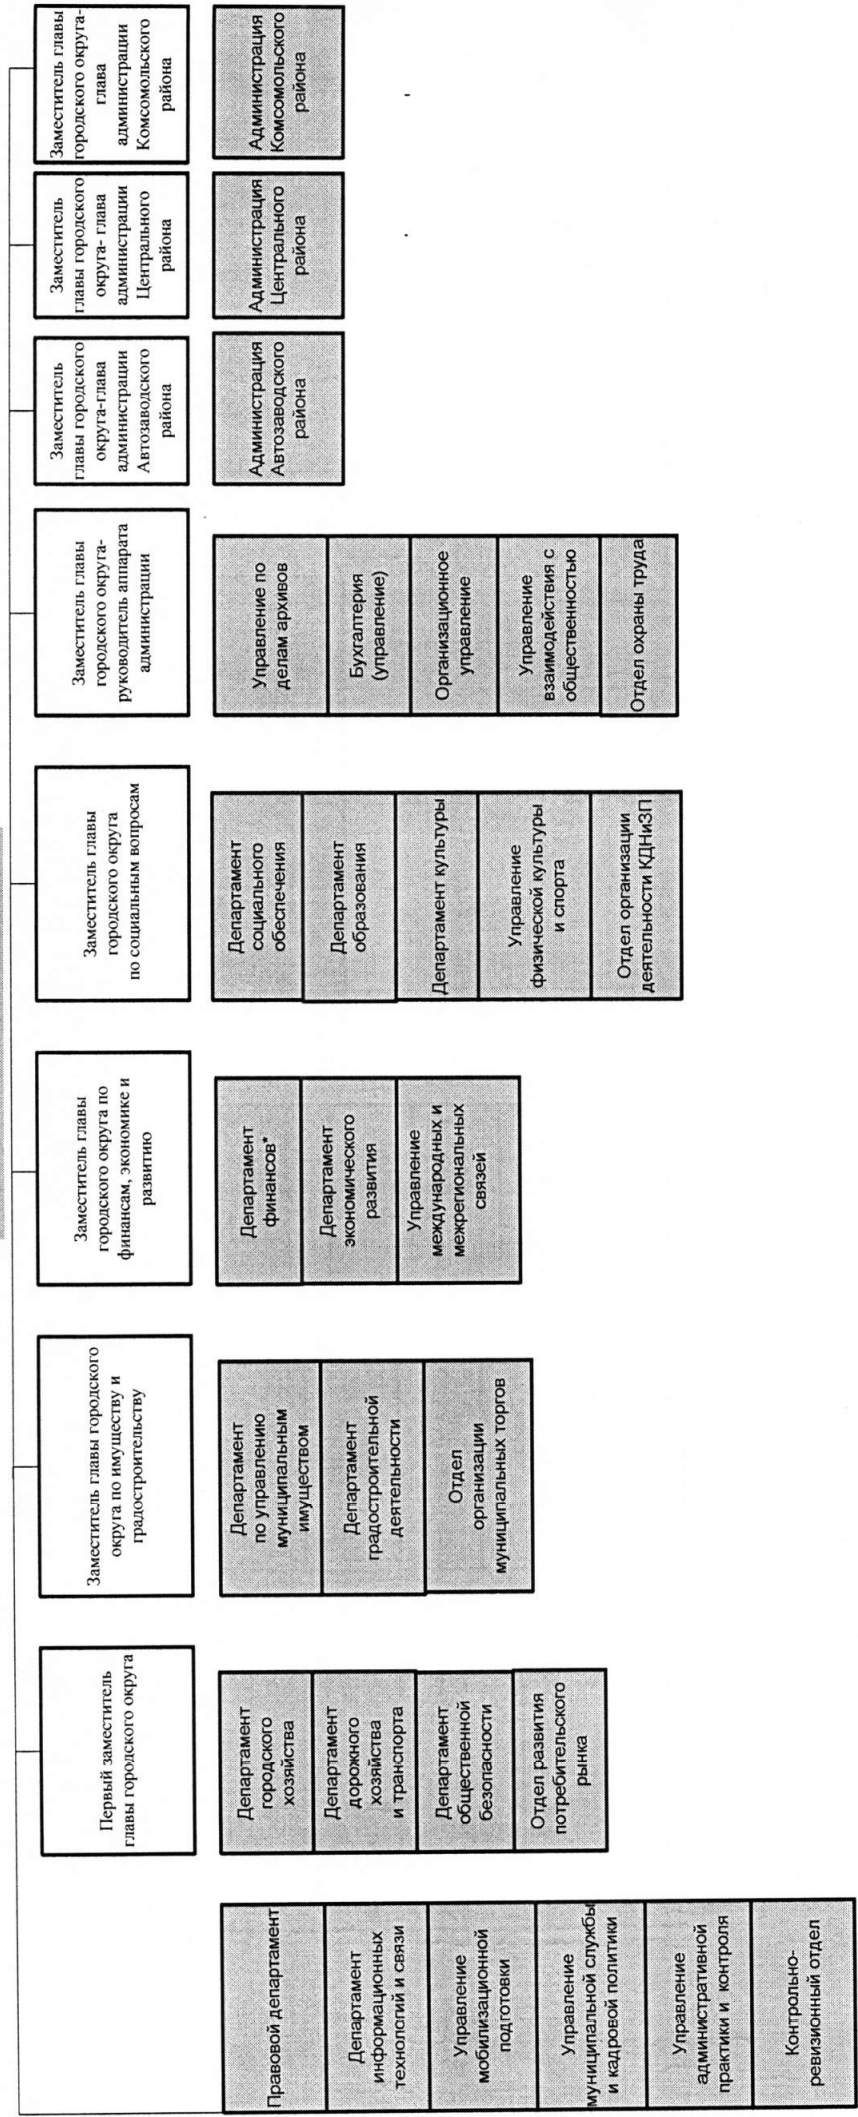 Правовой департамент
Департамент
информационных
технологий и связи
Управление
мобилизационной
подготовки
Управление
муниципальной службы
и кадровой политики
Управление
административной
практики и контроля
Контрольно-
ревизионный отдел
Первый заместитель
главы городского округа
Департамент
городского
хозяйства
Департамент
дорожного
хозяйства
и транспорта
Департамент
общественной
безопасности
Отдел развития
потребительского
рынка
Заместитель главы городского
округа по имуществу и
градостроительству
Департамент
по управлению
муниципальным
имуществом
Департамент
градостроительной
деятельности
Отдел
организации
муниципальных торгов
Заместитель главы
городского округа по
финансам, экономике и
развитию
Департамент
финансов*
Департамент
экономического
развития
Управление
международных и
межрегиональных
связей
Заместитель главы
городского округа
по социальным вопросам
Департамент
социального
обеспечения
Департамент
образования
Департамент культуры
Управление
физической культуры
и спорта
Отдел организации
деятельности КДНиЗП
Заместитель главы
городского округа-
руководитель аппарата
администрации
Управление по
делам архивов
Бухгалтерия
(управление)
Организационное
управление
Управление
взаимодействия с
общественностью
Отдел охраны труда
Заместитель
главы городского
округа-глава
администрации
Автозаводского
района
Администрация
Автозаводского
района
Заместитель
главы городского
округа- глава
администрации
Центрального
района
Администрация
Центрального
района
Заместитель главы
городского округа-
глава
администрации
Комсомольского
района
Администрация
Комсомольского
района